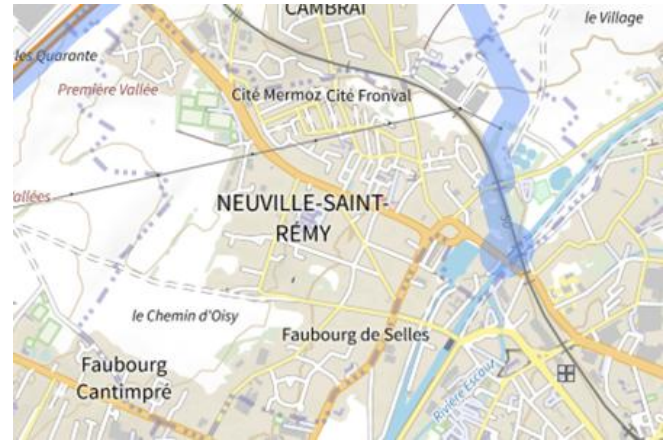 CAMBRAI
le Village
les Quarante
Première Vallée
Cité Mermoz Cité Fronval
allées
NEUVILLE-SAINT-
RÉMY
le Chemin d'Oisy
Faubourg de Selles
Faubourg
Cantimpré
Rivière Escaut